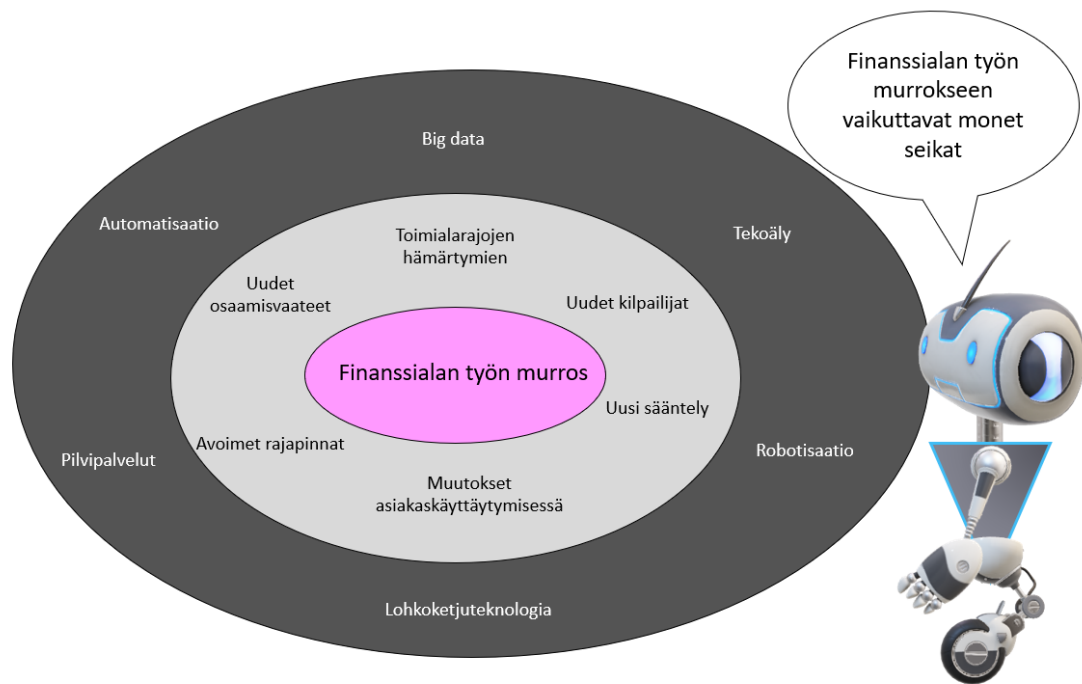 Finanssialan työn
murrokseen
vaikuttavat monet
seikat
Big data
Automatisaatio
Tekoäly
Toimialarajojen
hämärtymien
Uudet
osaamisvaateet
Uudet kilpailijat
Finanssialan työn murros
Uusi sääntely
Avoimet rajapinnat
Pilvipalvelut
Robotisaatio
Muutokset
asiakaskäyttäytymisessä
Lohkoketjuteknologia